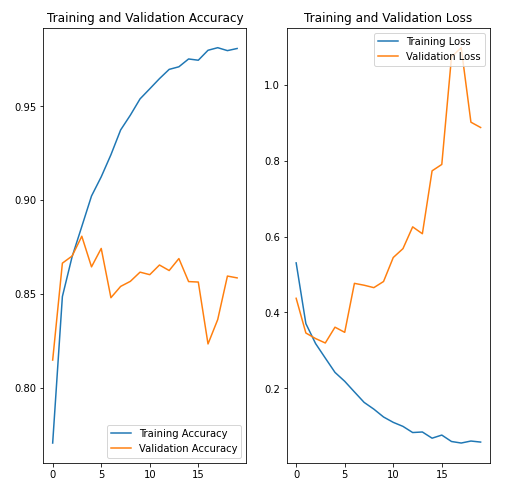 Training and Validation Accuracy
0.95
0.90
0.85
0.80
0 5 10 15
Training Accuracy
Validation Accuracy
Training and Validation Loss
1.0
0.8
0.6
0.4
0.2
0 5 10 15
Training Loss
Validation Loss